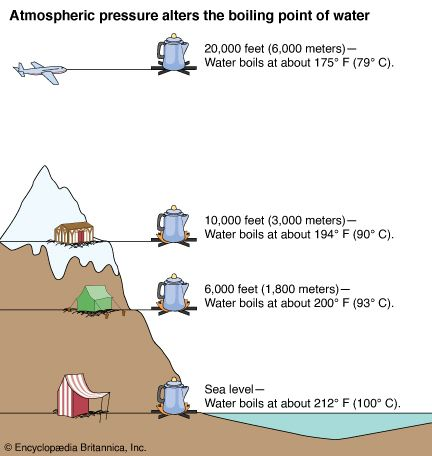 Atmospheric pressure alters the boiling point of water
20,000 feet (6,000 meters)—
Water boils at about 175° F (79° C).
10,000 feet (3,000 meters)—
Water boils at about 194° F (90° C).
6,000 feet (1,800 meters)—
Water boils at about 200° F (93° C).
Sea level—
Water boils at about 212° F (100° C).
© Encyclopædia Britannica, Inc.